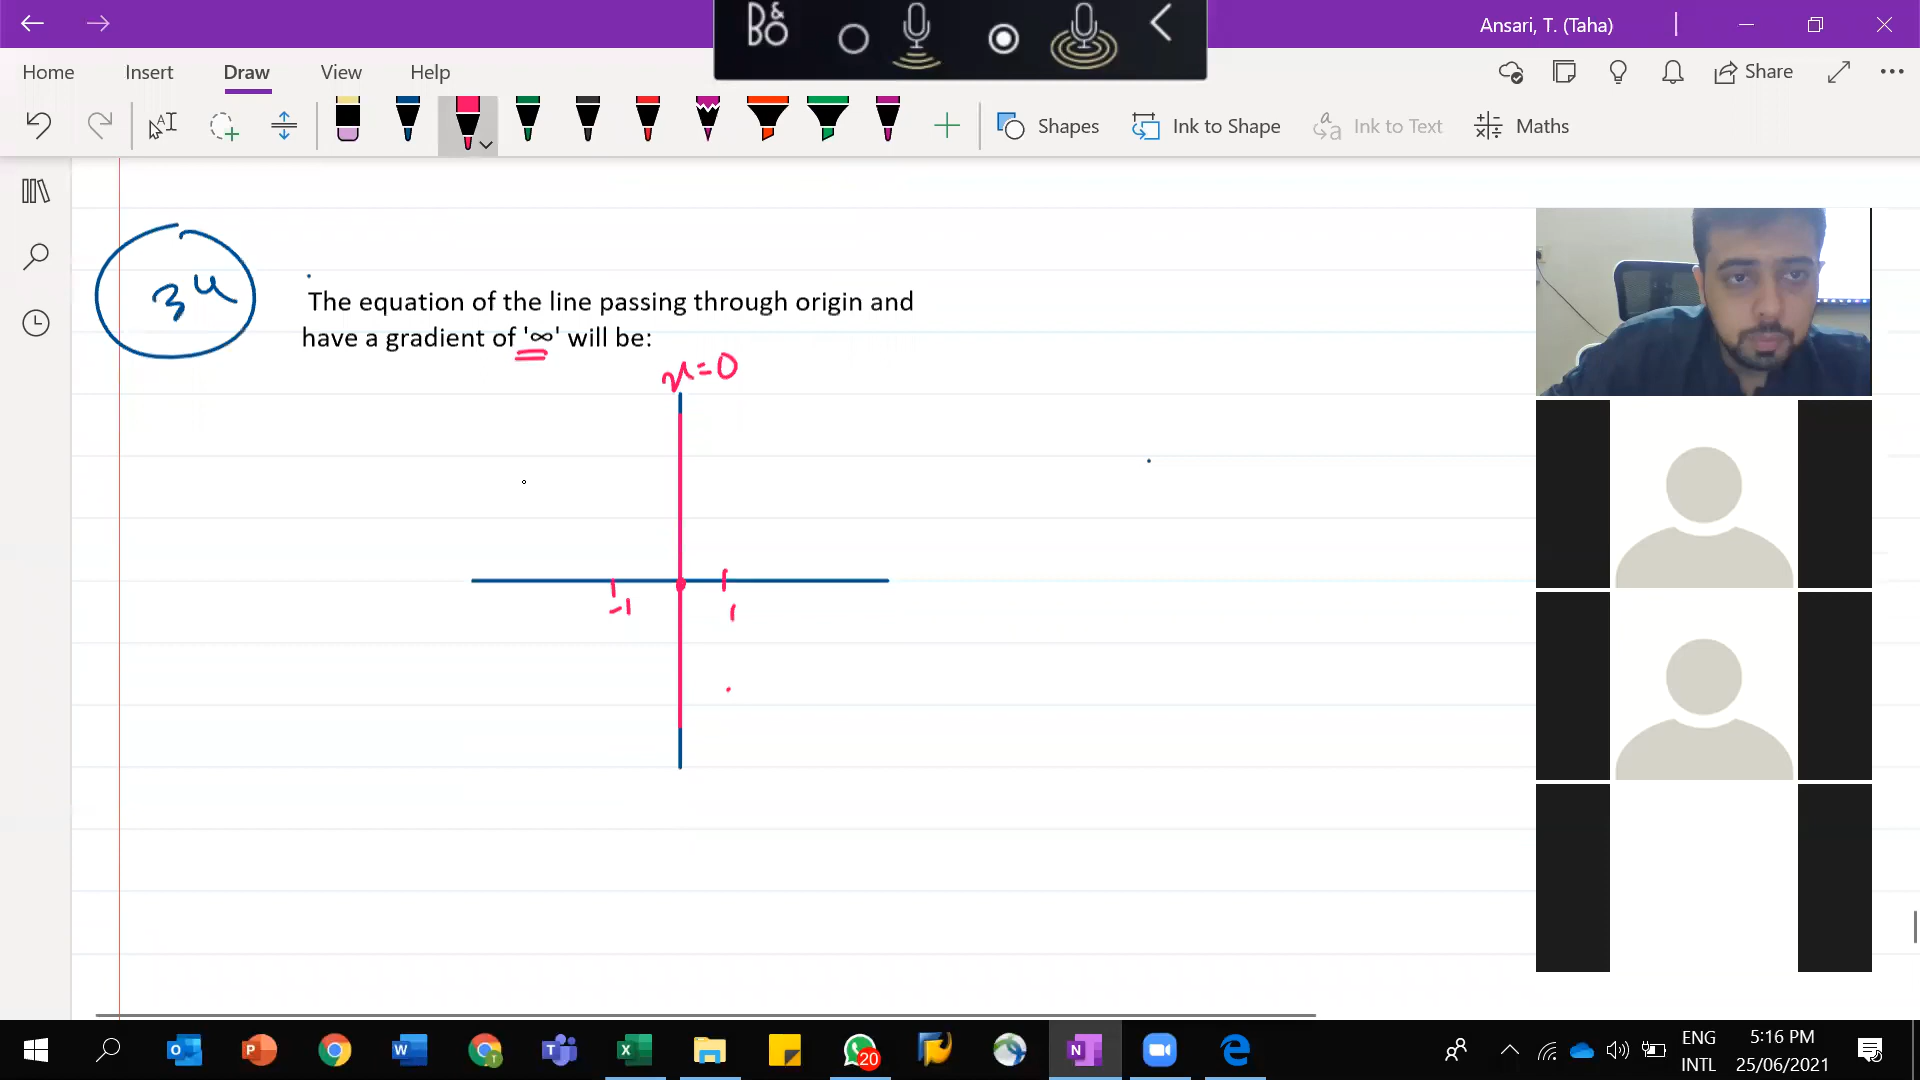 B&O
Ansari, T. (Taha)
Home Insert Draw View Help
Share
Shapes Ink to Shape Ink to Text Maths
34
The equation of the line passing through origin and
have a gradient of '∞' will be:
x=0
-1 1
20
ENG 5:16 PM
INTL 25/06/2021